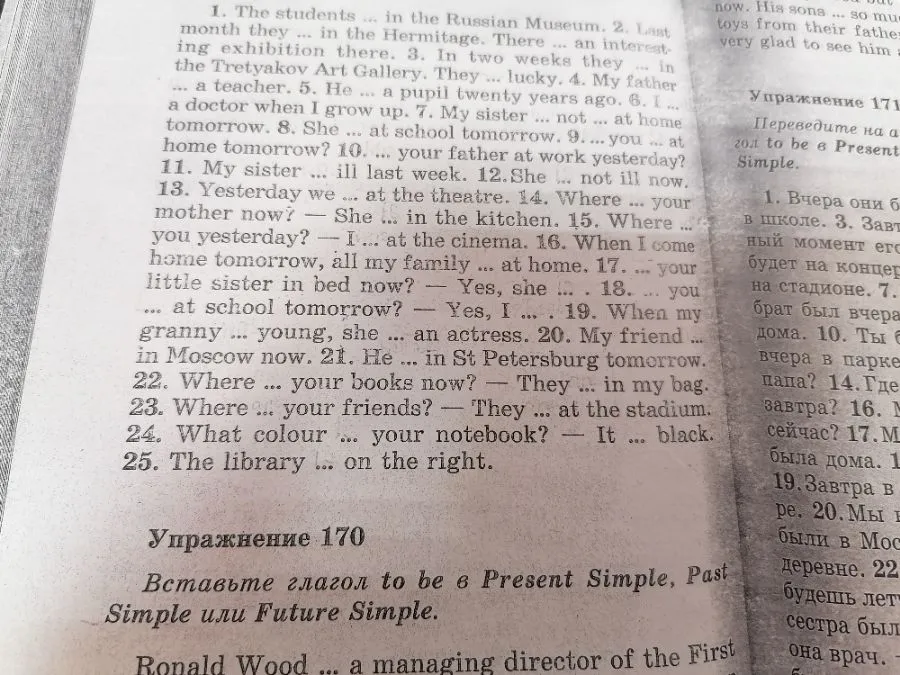 1. The students ... in the Russian Museum. 2. Last
month they ... in the Hermitage. There ... an interest-
ing exhibition there. 3. In two weeks they ... in
the Tretyakov Art Gallery. They ... lucky. 4. My father
... a teacher. 5. He ... a pupil twenty years ago. 6. I ...
a doctor when I grow up. 7. My sister ... not ... at home
tomorrow. 8. She ... at school tomorrow. 9. ... you ... at
home tomorrow? 10. ... your father at work yesterday?
11. My sister ... ill last week. 12. She ... not ill now.
13. Yesterday we ... at the theatre. 14. Where ... your
mother now? — She ... in the kitchen. 15. Where ...
you yesterday? — I ... at the cinema. 16. When I come
home tomorrow, all my family ... at home. 17. ... your
little sister in bed now? — Yes, she ... . 18. ... you
... at school tomorrow? — Yes, I ... . 19. When my
granny ... young, she ... an actress. 20. My friend ...
in Moscow now. 21. He ... in St Petersburg tomorrow.
22. Where ... your books now? — They ... in my bag.
23. Where ... your friends? — They ... at the stadium.
24. What colour ... your notebook? — It ... black.
25. The library ... on the right.
Упражнение 170
Вставьте глагол to be в Present Simple, Past
Simple или Future Simple.
Ronald Wood ... a managing director of the First
now. His sons ... so
toys from their
very glad to see him
Упражнение 171
Переведите на
гол to be в Present
Simple.
1. Вчера они
в школе. 3.
ный момент его
будет на
на стадионе. 7.
брат был
дома. 10. Ты
вчера в парке
папа? 14. Где
завтра? 16.
сейчас? 17.
была дома.
19. Завтра в
ре. 20. Мы
были в
деревне. 22
будешь
сестра
она врач. —